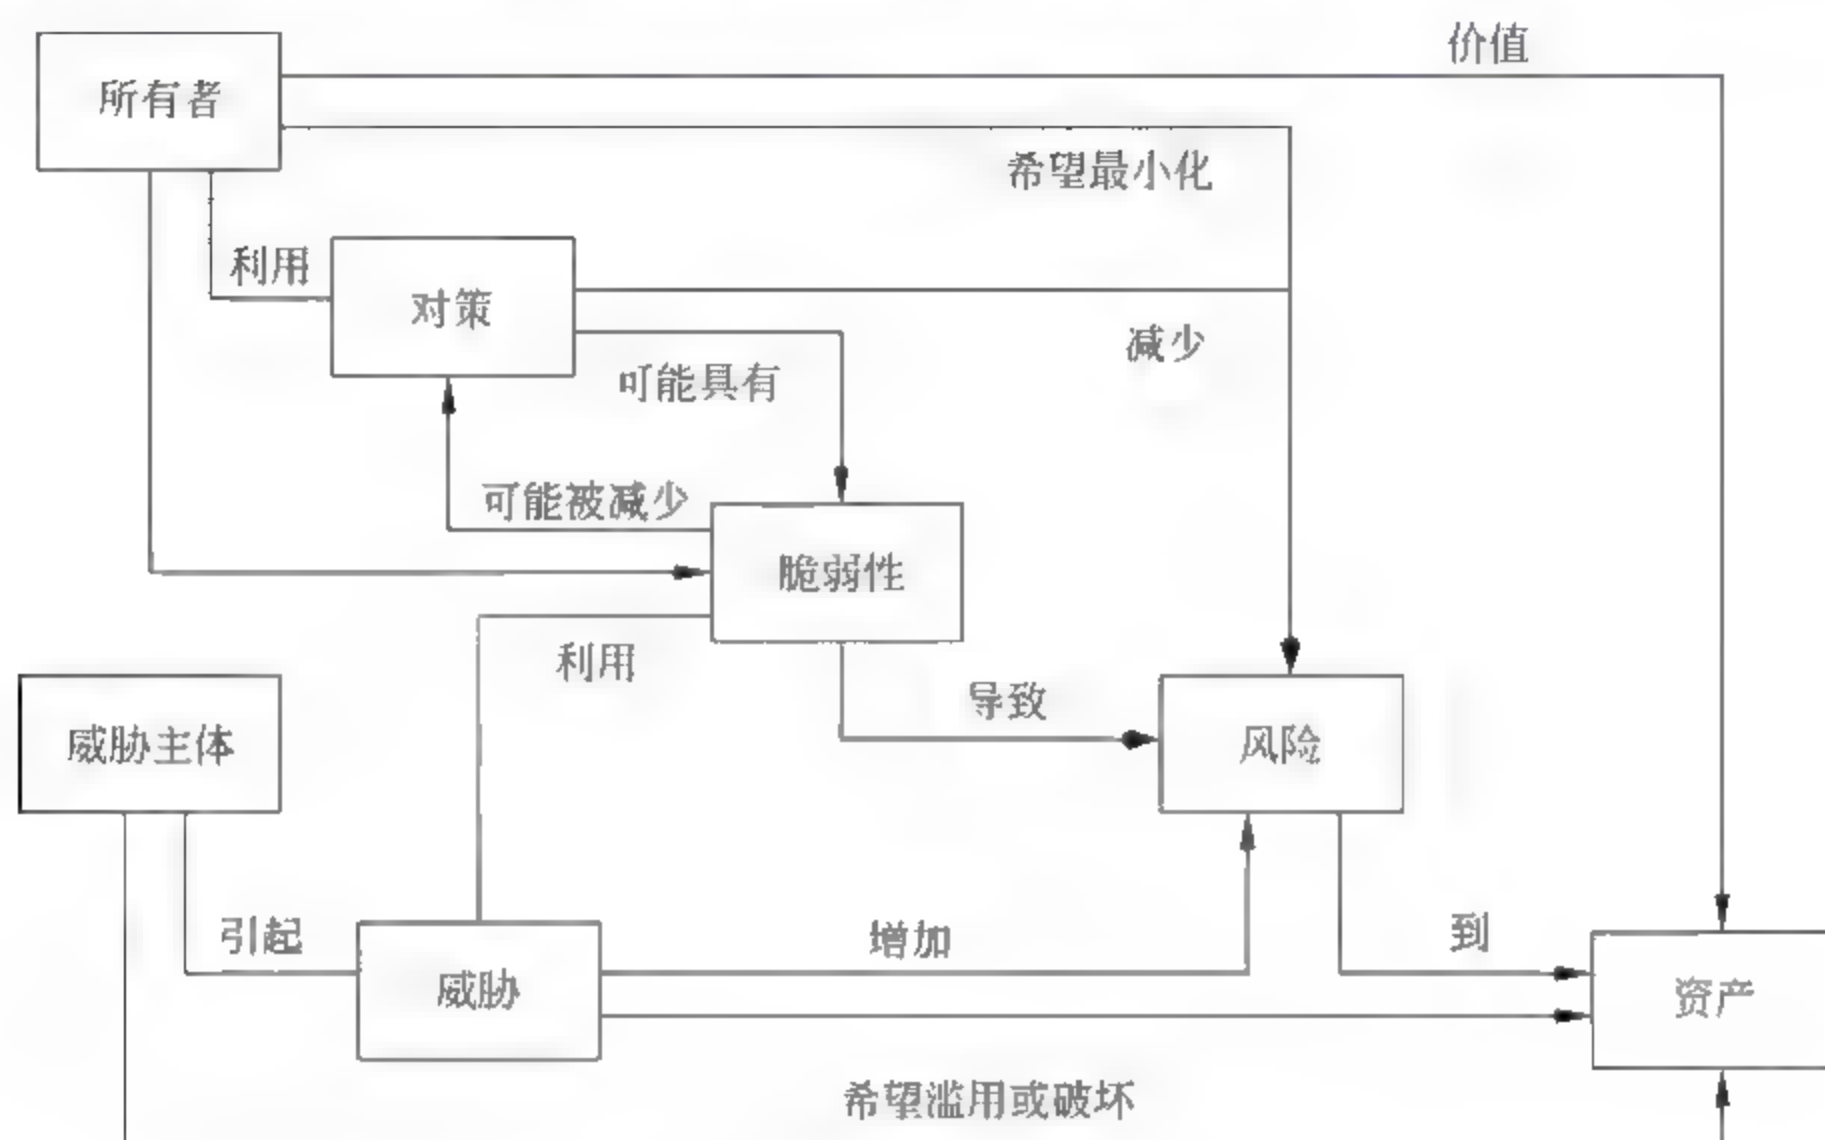 价值
所有者
希望最小化
利用
对策
减少
可能具有
可能被减少
脆弱性
利用
导致
威胁主体
风险
引起
增加
到
威胁
资产
希望滥用或破坏